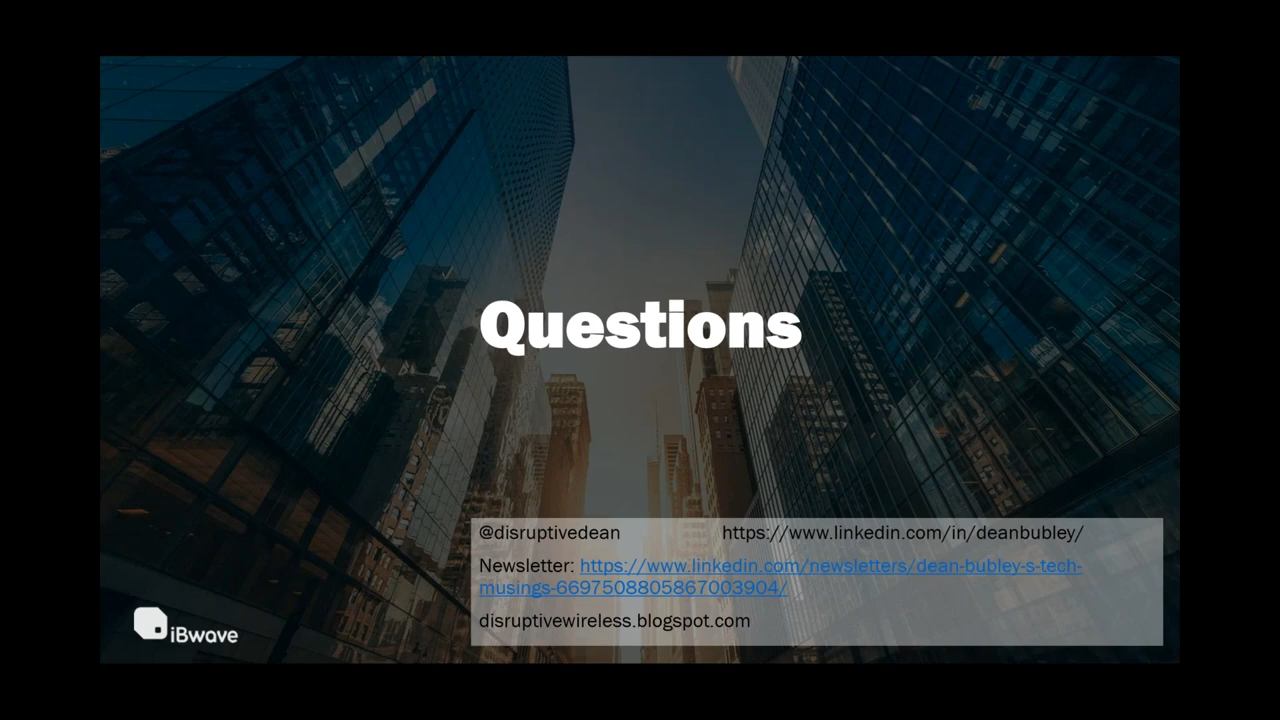 Questions
@disruptivedean https://www.linkedin.com/in/deanbubley/
Newsletter: https://www.linkedin.com/newsletters/dean-bubley-s-tech-
musings-6697508805867003904/
disruptivewireless.blogspot.com
iBwave